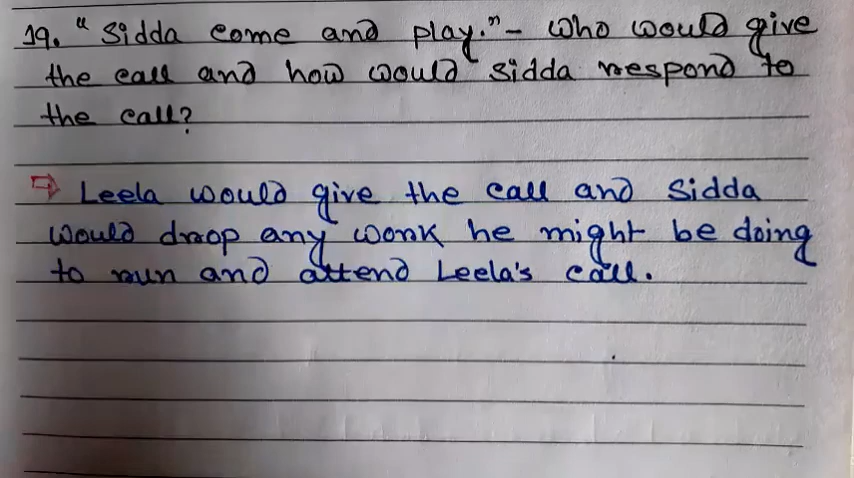 19. "Sidda come and play." - Who would give
the call and how would Sidda respond to
the call?
⇒ Leela would give the call and Sidda
would drop any work he might be doing
to run and attend Leela's call.